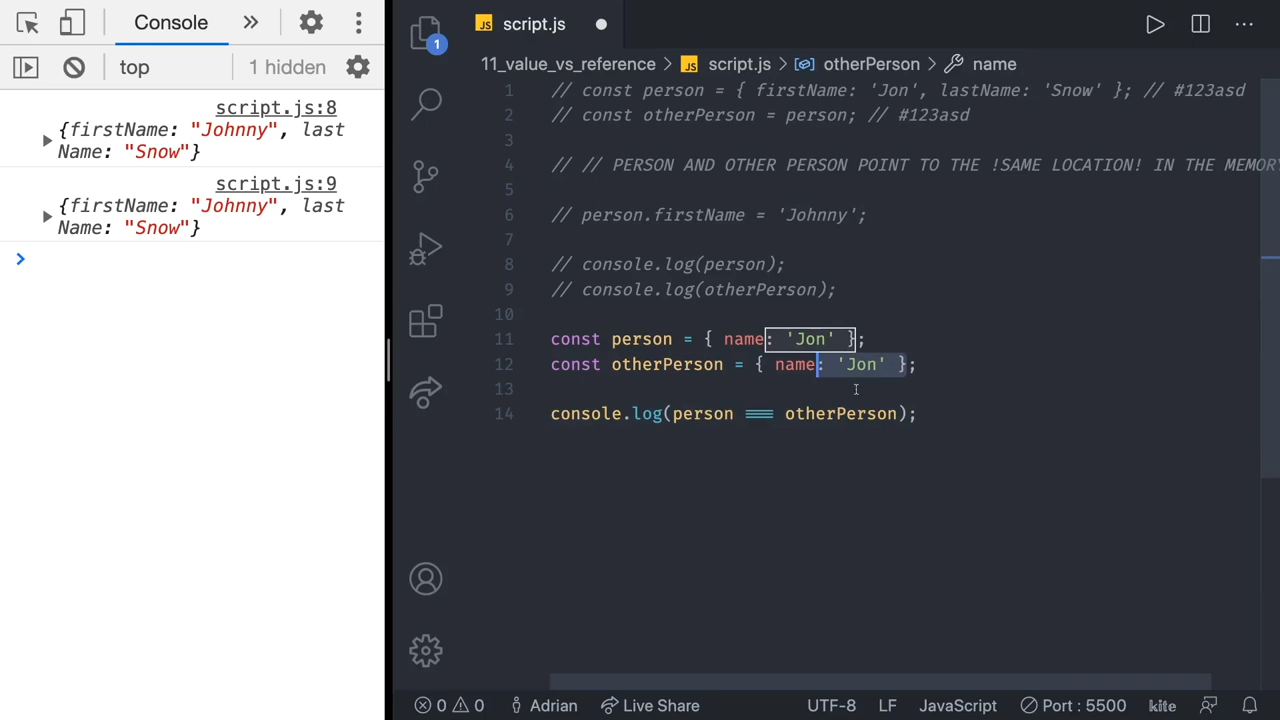 Console
top
1 hidden
script.js:8
{firstName: "Johnny", last
Name: "Snow"}
script.js:9
{firstName: "Johnny", last
Name: "Snow"}
>
1
JS script.js
11_value_vs_reference > JS script.js > otherPerson > name
1 // const person = { firstName: 'Jon', lastName: 'Snow' }; // #123asd
2 // const otherPerson = person; // #123asd
3
4 // // PERSON AND OTHER PERSON POINT TO THE !SAME LOCATION! IN THE MEMORY
5
6 // person.firstName = 'Johnny';
7
8 // console.log(person);
9 // console.log(otherPerson);
10
11 const person = { name: 'Jon' };
12 const otherPerson = { name: 'Jon' };
13
14 console.log(person === otherPerson);
0 0 Adrian Live Share UTF-8 LF JavaScript Port : 5500 kite